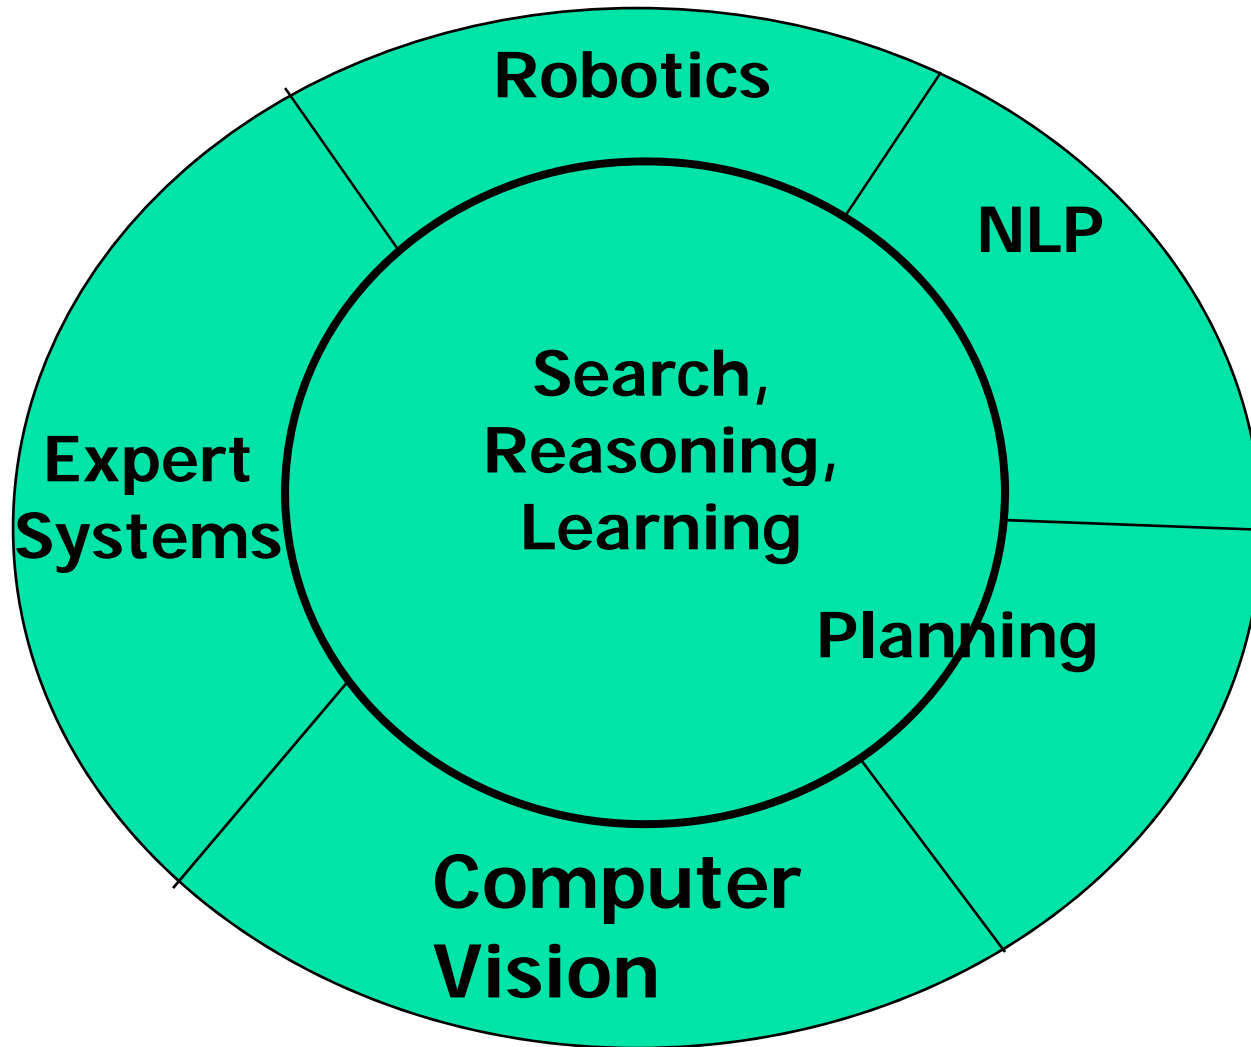 Robotics
NLP
Search,
Reasoning,
Learning
Expert
Systems
Planning
Computer
Vision